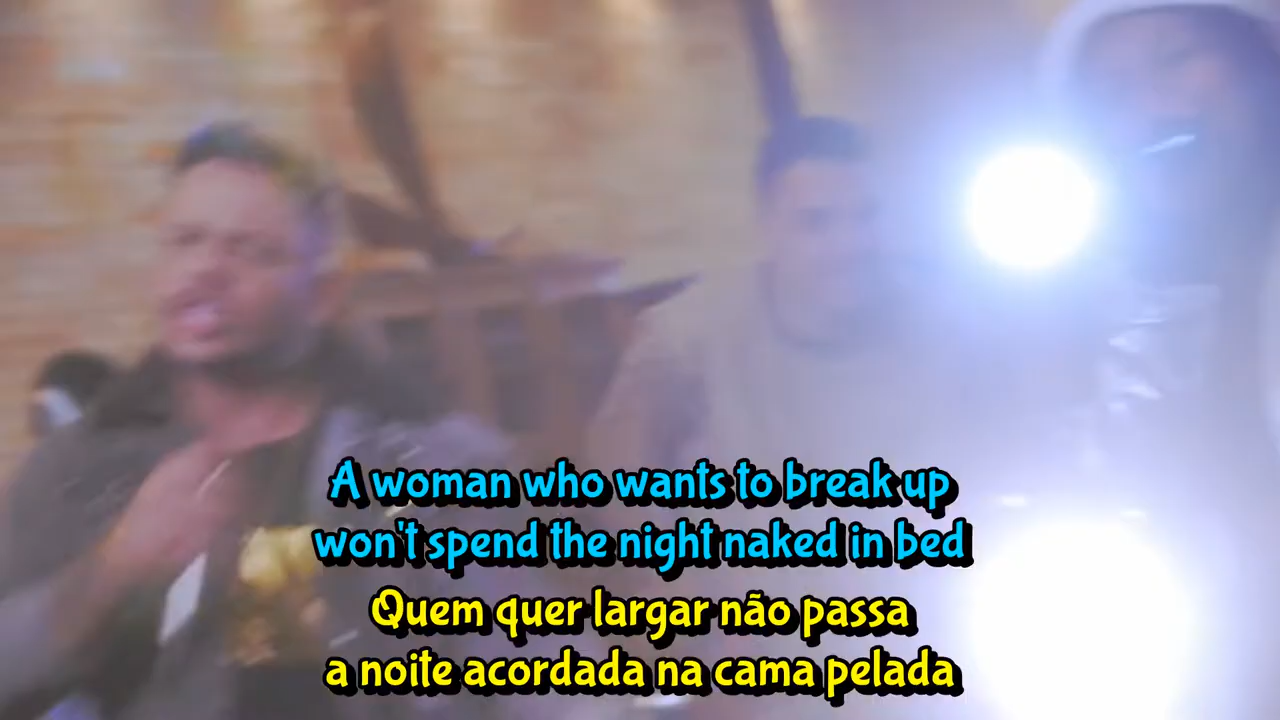 A woman who wants to break up
won't spend the night naked in bed
Quem quer largar não passa
a noite acordada na cama pelada